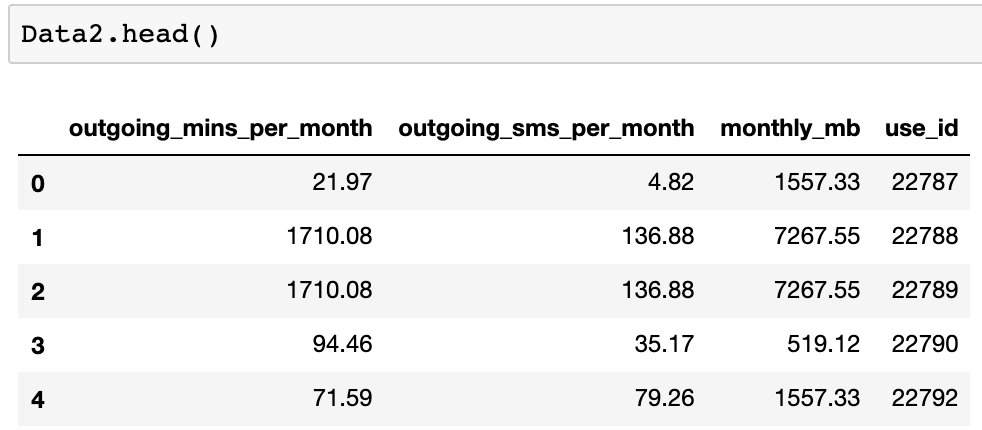 Data2.head()
outgoing_mins_per_month outgoing_sms_per_month monthly_mb use_id
0 21.97 4.82 1557.33 22787
1 1710.08 136.88 7267.55 22788
2 1710.08 136.88 7267.55 22789
3 94.46 35.17 519.12 22790
4 71.59 79.26 1557.33 22792